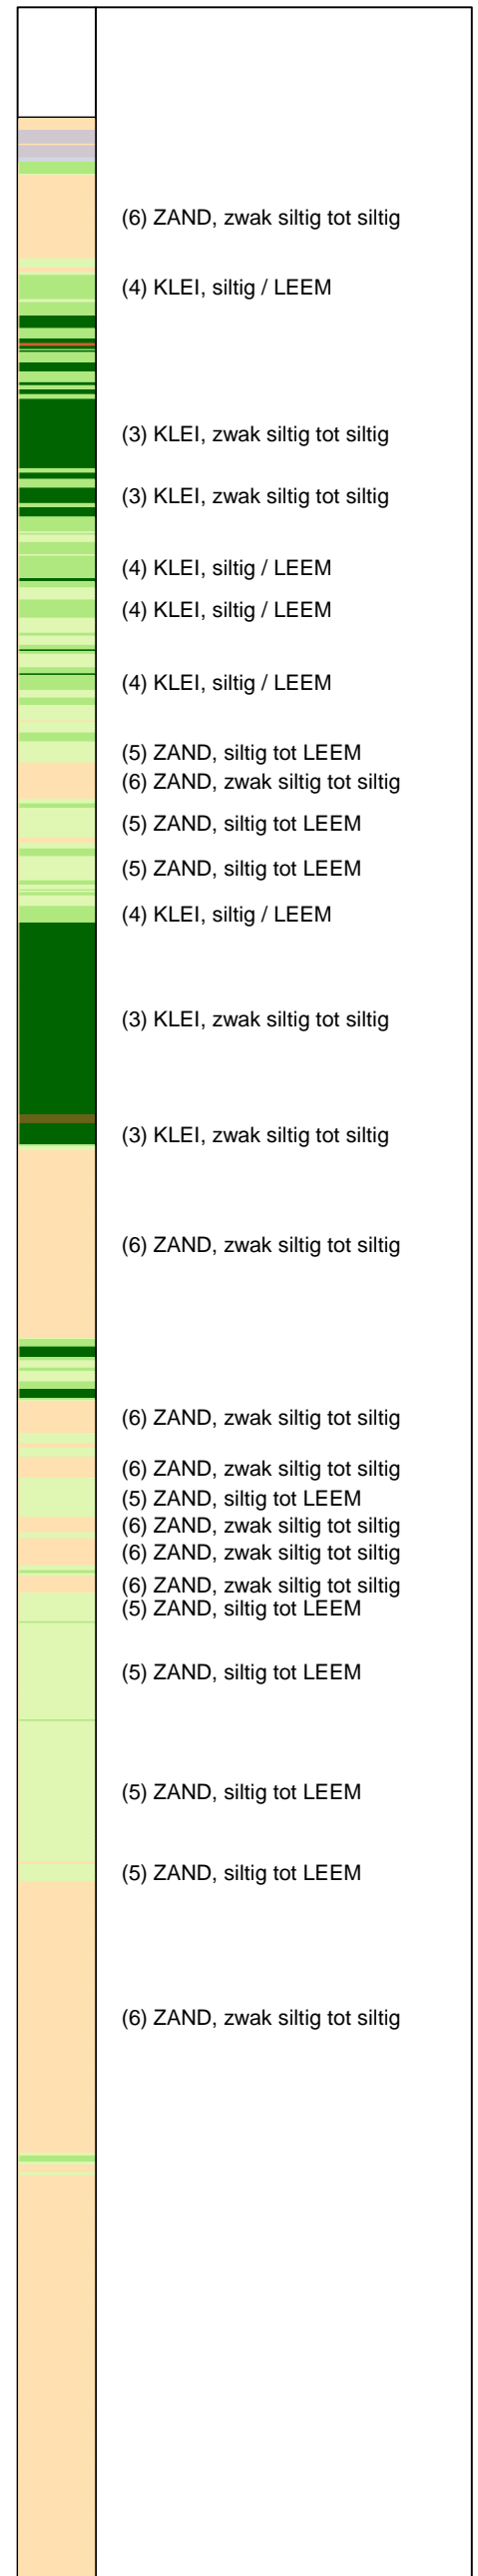 (6) ZAND, zwak siltig tot siltig
(4) KLEI, siltig / LEEM
(3) KLEI, zwak siltig tot siltig
(3) KLEI, zwak siltig tot siltig
(4) KLEI, siltig / LEEM
(4) KLEI, siltig / LEEM
(4) KLEI, siltig / LEEM
(5) ZAND, siltig tot LEEM
(6) ZAND, zwak siltig tot siltig
(5) ZAND, siltig tot LEEM
(5) ZAND, siltig tot LEEM
(4) KLEI, siltig / LEEM
(3) KLEI, zwak siltig tot siltig
(3) KLEI, zwak siltig tot siltig
(6) ZAND, zwak siltig tot siltig
(6) ZAND, zwak siltig tot siltig
(6) ZAND, zwak siltig tot siltig
(5) ZAND, siltig tot LEEM
(6) ZAND, zwak siltig tot siltig
(6) ZAND, zwak siltig tot siltig
(6) ZAND, zwak siltig tot siltig
(5) ZAND, siltig tot LEEM
(5) ZAND, siltig tot LEEM
(5) ZAND, siltig tot LEEM
(5) ZAND, siltig tot LEEM
(6) ZAND, zwak siltig tot siltig